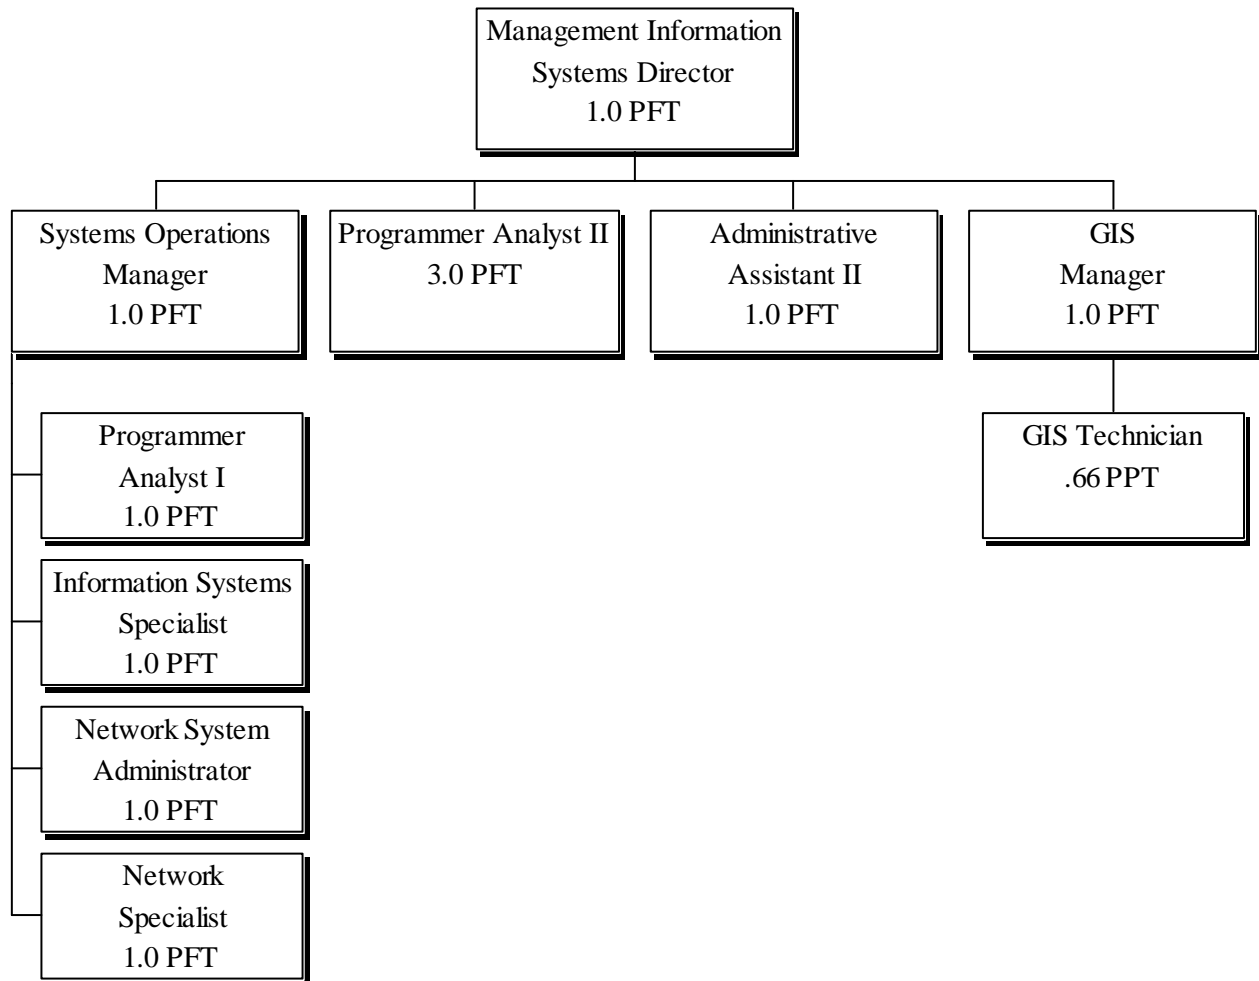 Management Information
Systems Director
1.0 PFT
Systems Operations
Manager
1.0 PFT
Programmer Analyst II
3.0 PFT
Administrative
Assistant II
1.0 PFT
GIS
Manager
1.0 PFT
Programmer
Analyst I
1.0 PFT
GIS Technician
.66 PPT
Information Systems
Specialist
1.0 PFT
Network System
Administrator
1.0 PFT
Network
Specialist
1.0 PFT